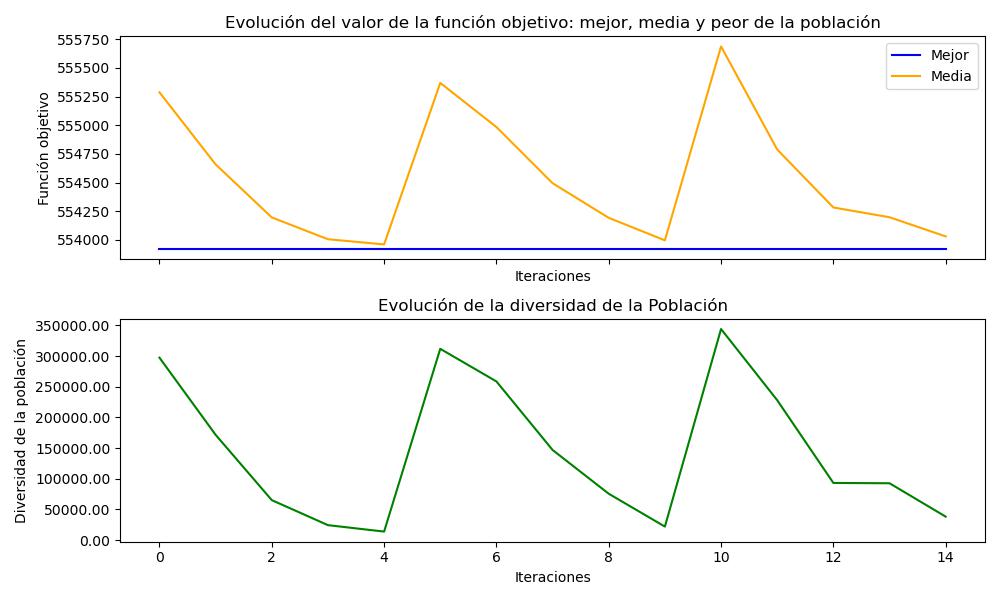 Evolución del valor de la función objetivo: mejor, media y peor de la población
555750
555500
555250
555000
554750
554500
554250
554000
Función objetivo
Mejor
Media
Iteraciones
Evolución de la diversidad de la Población
350000.00
300000.00
250000.00
200000.00
150000.00
100000.00
50000.00
0.00
Diversidad de la población
0 2 4 6 8 10 12 14
Iteraciones